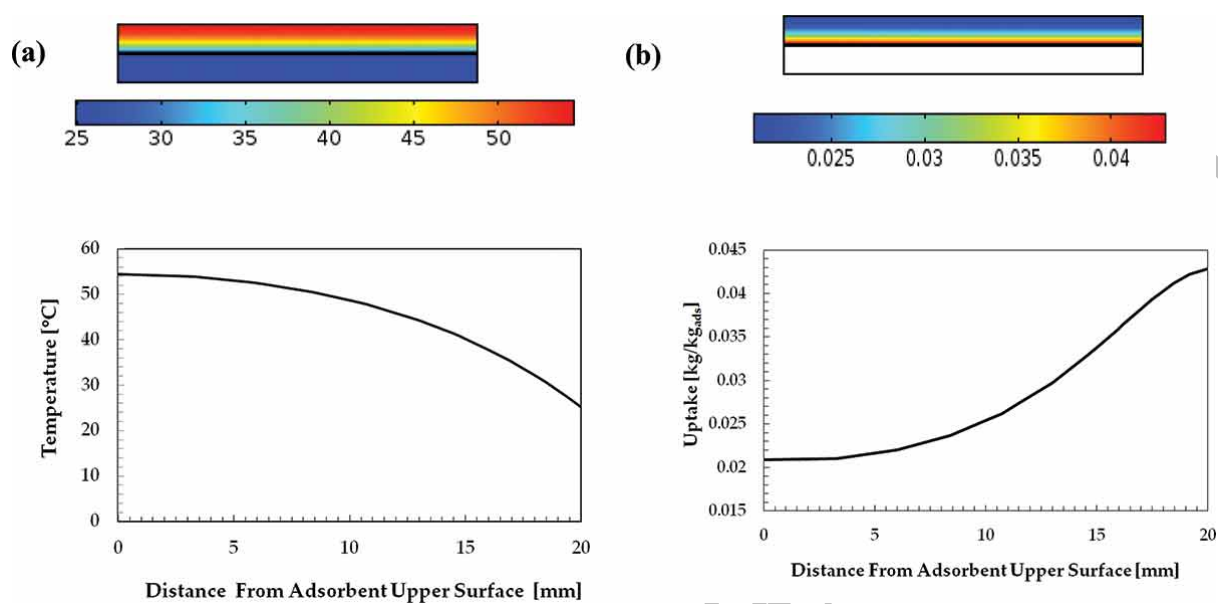 (a)
25 30 35 40 45 50
(b)
0.025 0.03 0.035 0.04
60
50
40
30
20
10
0
Temperature [°C]
0 5 10 15 20
Distance From Adsorbent Upper Surface [mm]
0.045
0.04
0.035
0.03
0.025
0.02
0.015
Uptake [kg/kgads]
0 5 10 15 20
Distance From Adsorbent Upper Surface [mm]